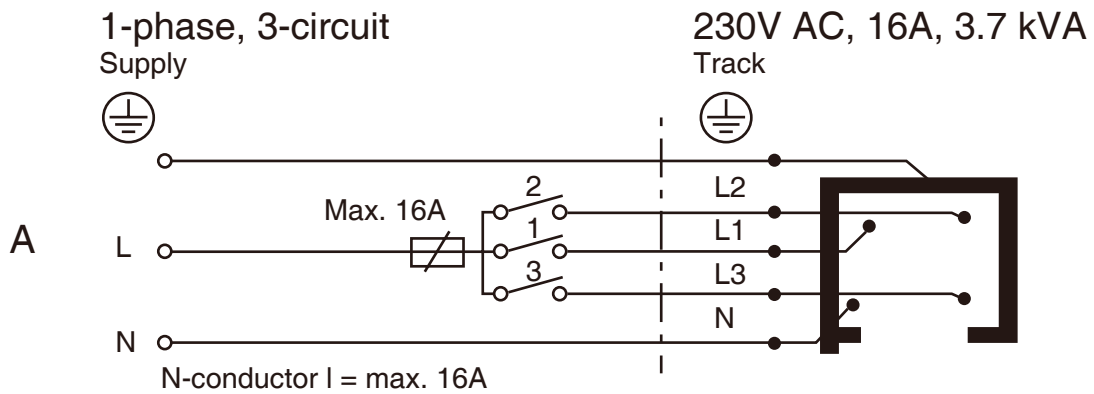 1-phase, 3-circuit
230V AC, 16A, 3.7 kVA
Supply
Track
2
L2
Max. 16A
1
L1
A
L
3
L3
N
N
N-conductor I = max. 16A